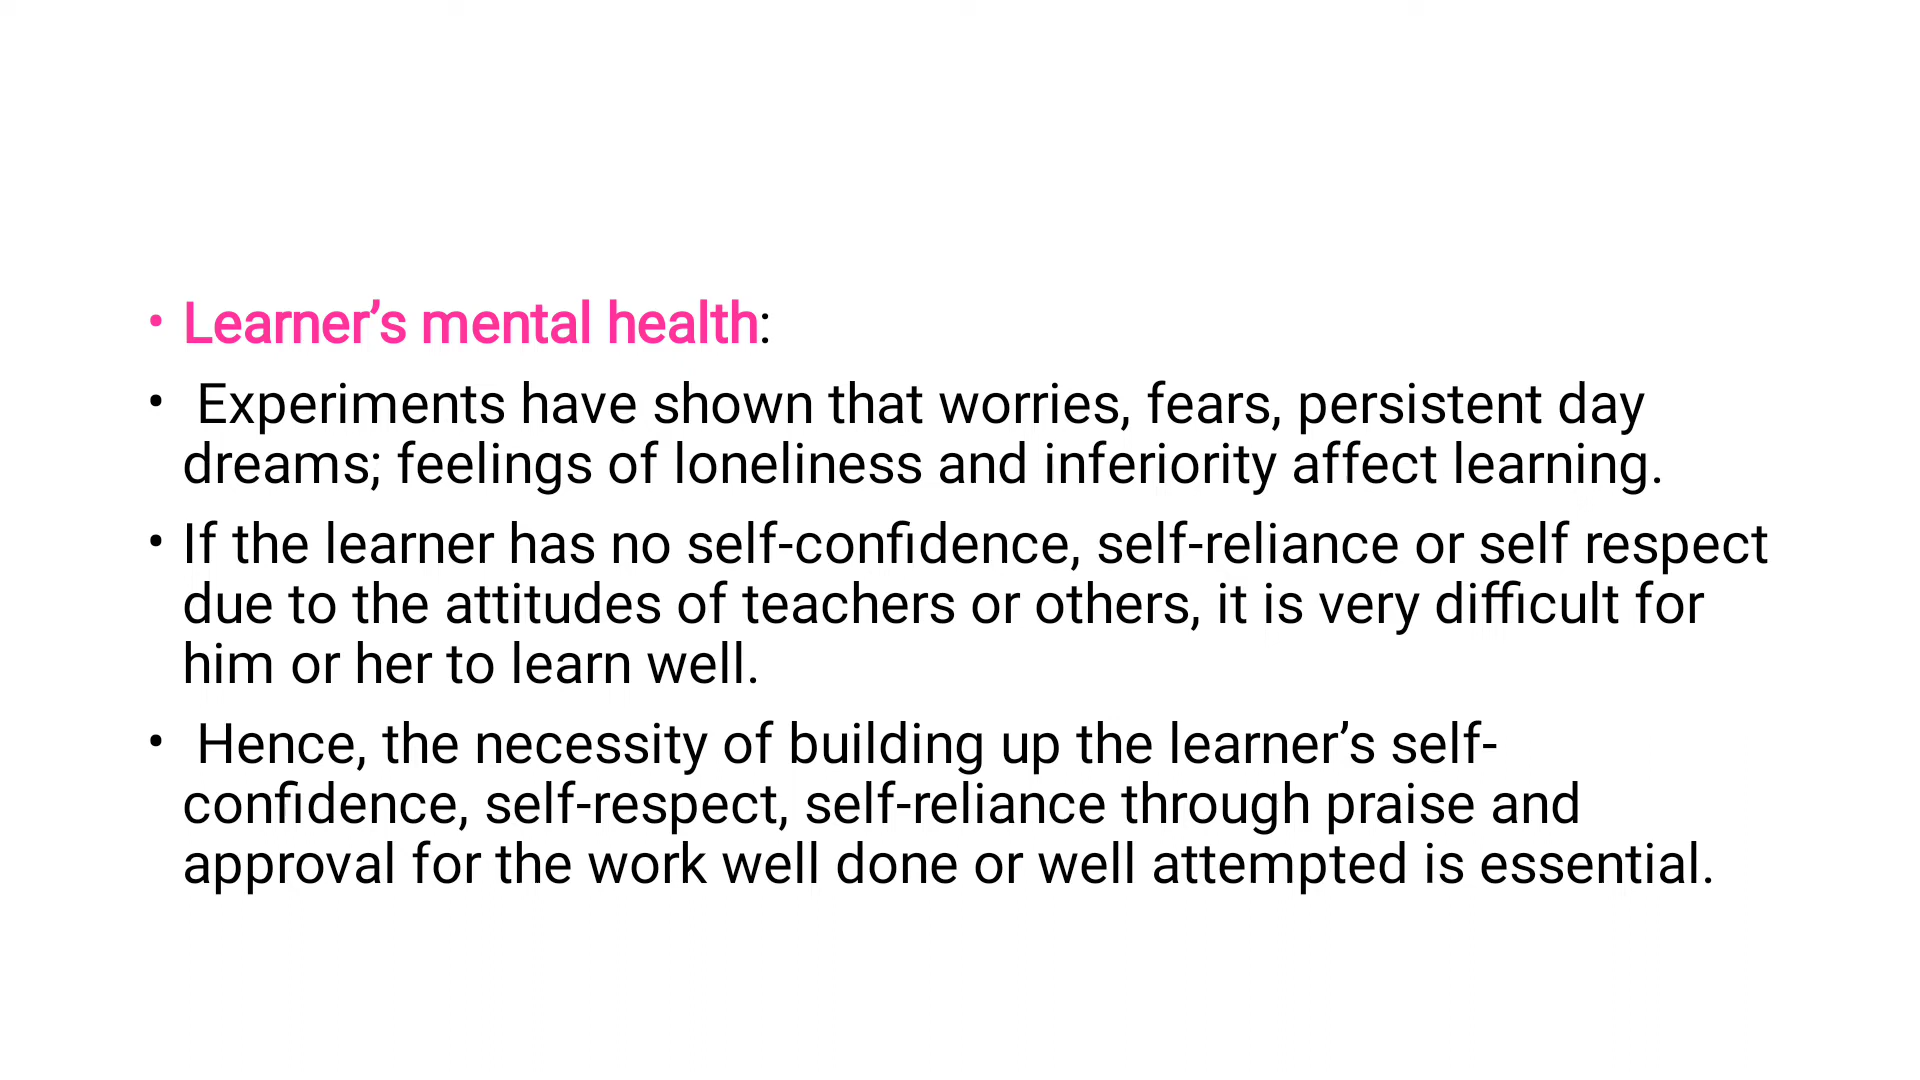 • Learner’s mental health:
• Experiments have shown that worries, fears, persistent day
dreams; feelings of loneliness and inferiority affect learning.
• If the learner has no self-confidence, self-reliance or self respect
due to the attitudes of teachers or others, it is very difficult for
him or her to learn well.
• Hence, the necessity of building up the learner’s self-
confidence, self-respect, self-reliance through praise and
approval for the work well done or well attempted is essential.